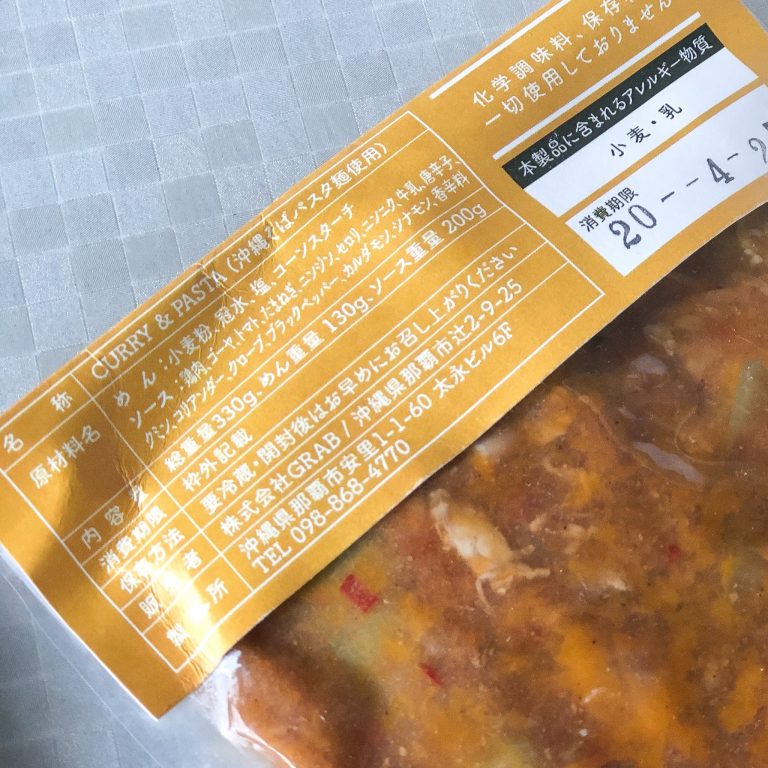 化学調味料、保存
一切使用しておりません
本製品に含まれるアレルギー物質
小麦・乳
消費期限
20--4-2
名 称 CURRY & PASTA (沖縄そばパスタ麺使用)
原材料名 めん:小麦粉、冠水、塩、コーンスターチ
ソース:鶏肉、ゴーヤ、トマト、たまねぎ、ニンジン、セロリ、ニンニク、牛乳、唐辛子、
クミン、コリアンダー、クローブ、ブラックペッパー、カルダモン、シナモン、香辛料
内容 総重量330g、めん重量 130g、ソース重量 200g
消費期限 枠外記載
保存方法 要冷蔵・開封後はお早めにお召し上がりください
販 者 株式会社GRAB / 沖縄県那覇市辻2-9-25
所 沖縄県那覇市安里1-1-60 太永ビル6F
TEL 098-868-4770